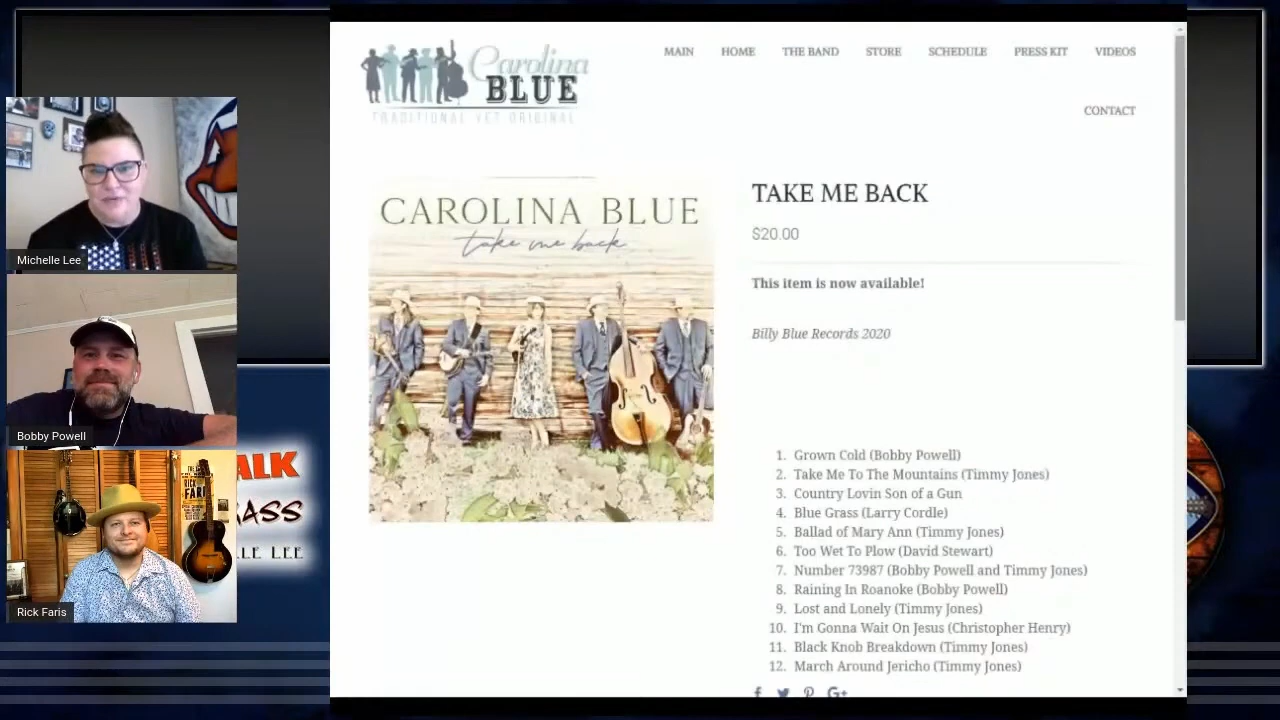 Carolina
BLUE
TRADITIONAL YET ORIGINAL
MAIN HOME THE BAND STORE SCHEDULE PRESS KIT VIDEOS
CONTACT
CAROLINA BLUE
take me back
TAKE ME BACK
$20.00
This item is now available!
Billy Blue Records 2020
1. Grown Cold (Bobby Powell)
2. Take Me To The Mountains (Timmy Jones)
3. Country Lovin Son of a Gun
4. Blue Grass (Larry Cordle)
5. Ballad of Mary Ann (Timmy Jones)
6. Too Wet To Plow (David Stewart)
7. Number 73987 (Bobby Powell and Timmy Jones)
8. Raining In Roanoke (Bobby Powell)
9. Lost and Lonely (Timmy Jones)
10. I'm Gonna Wait On Jesus (Christopher Henry)
11. Black Knob Breakdown (Timmy Jones)
12. March Around Jericho (Timmy Jones)
Michelle Lee
Bobby Powell
Rick Faris
ALK
ASS
LLE LEE
RICK
FARI